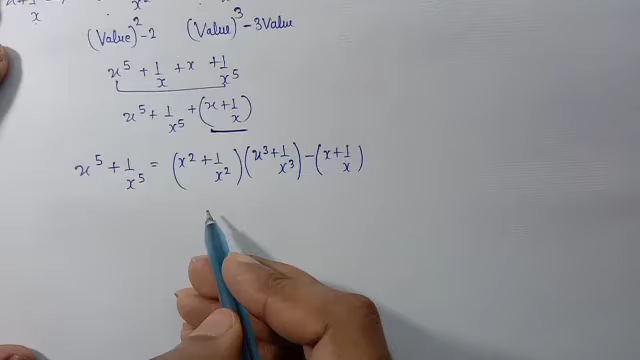 (Value)² - 2 (Value)³ - 3Value
x⁵ + 1/x + x + 1/x⁵
x⁵ + 1/x⁵ + (x + 1/x)
x⁵ + 1/x⁵ = (x² + 1/x²)(x³ + 1/x³) - (x + 1/x)